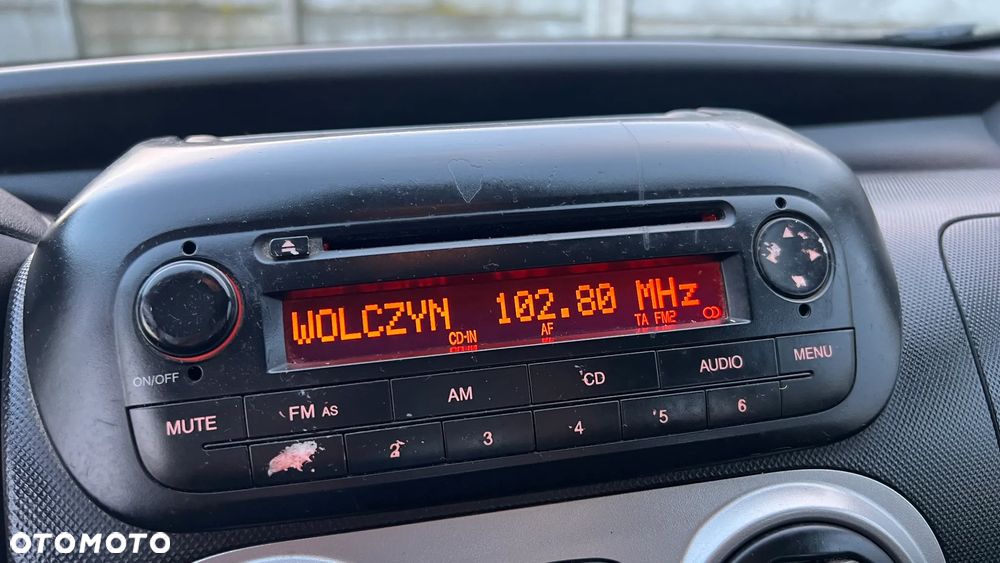 WOLCZYN 102.80 MHz
CD-IN AF TA FM2
ON/OFF
MUTE FM AS AM CD AUDIO MENU
2 3 4 5 6
OTOMOTO